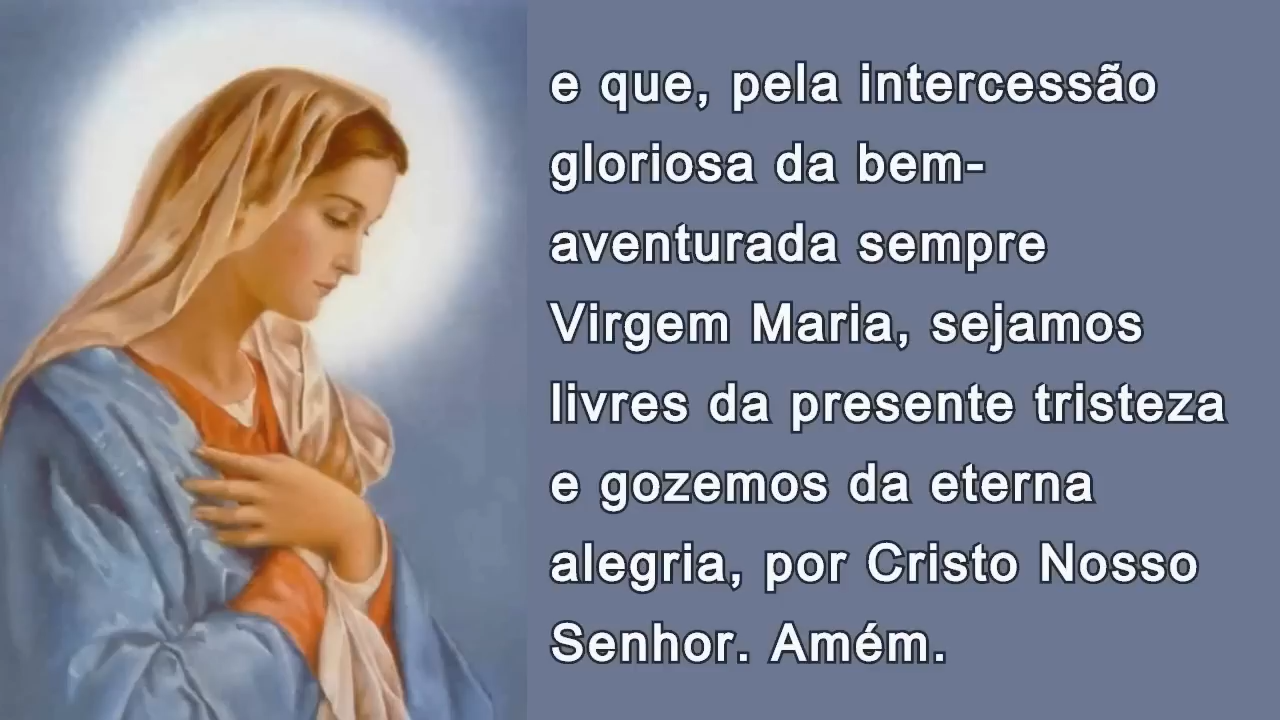 e que, pela intercessão
gloriosa da bem-
aventurada sempre
Virgem Maria, sejamos
livres da presente tristeza
e gozemos da eterna
alegria, por Cristo Nosso
Senhor. Amém.